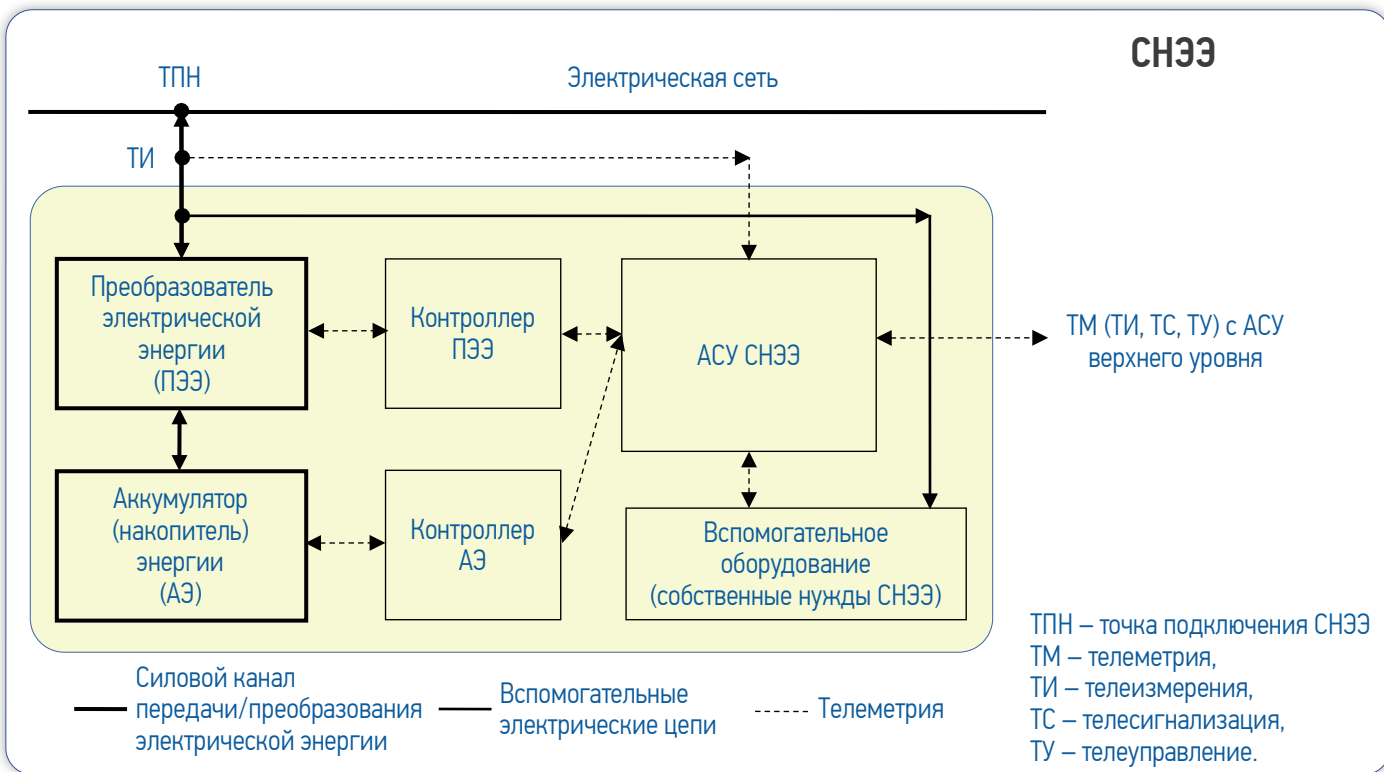 СНЭЭ
ТПН
Электрическая сеть
ТИ
Преобразователь
электрической
энергии
(ПЭЭ)
Контроллер
ПЭЭ
АСУ СНЭЭ
ТМ (ТИ, ТС, ТУ) с АСУ
верхнего уровня
Аккумулятор
(накопитель)
энергии
(АЭ)
Контроллер
АЭ
Вспомогательное
оборудование
(собственные нужды СНЭЭ)
ТПН – точка подключения СНЭЭ
ТМ – телеметрия,
ТИ – телеизмерения,
ТС – телесигнализация,
ТУ – телеуправление.
Силовой канал
передачи/преобразования
электрической энергии
Вспомогательные
электрические цепи
Телеметрия